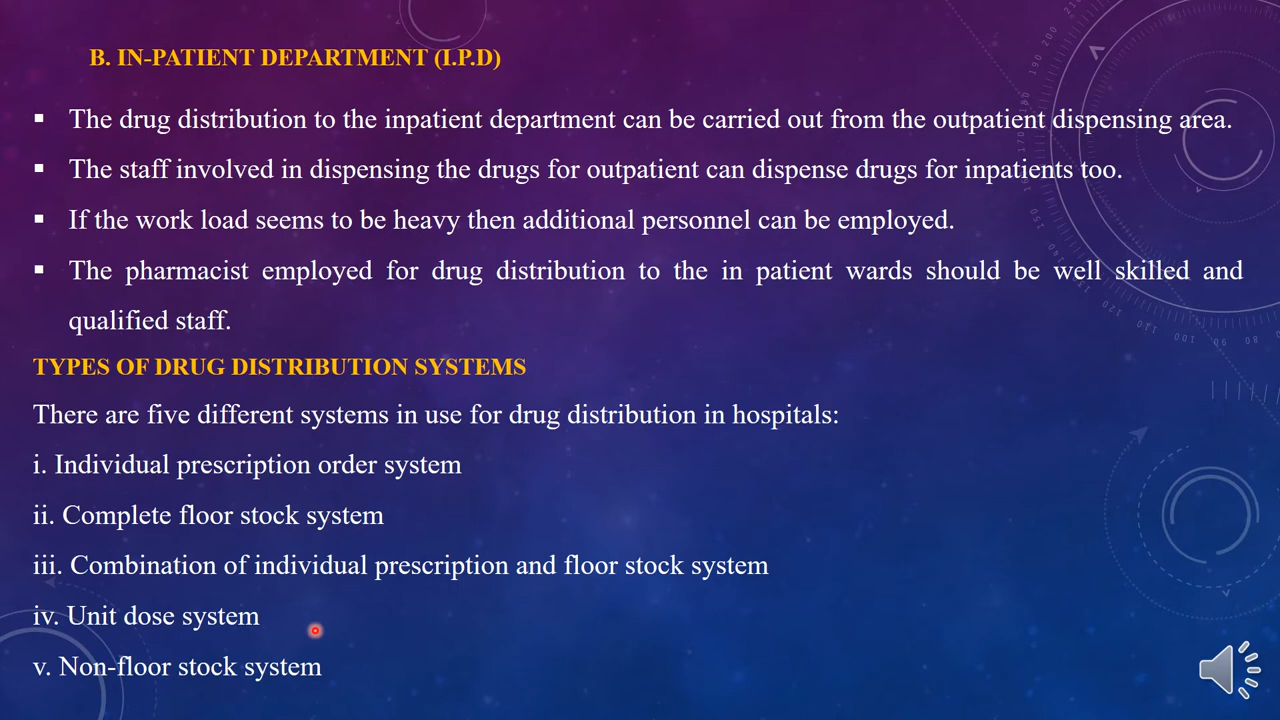 B. IN-PATIENT DEPARTMENT (I.P.D)
▪ The drug distribution to the inpatient department can be carried out from the outpatient dispensing area.
▪ The staff involved in dispensing the drugs for outpatient can dispense drugs for inpatients too.
▪ If the work load seems to be heavy then additional personnel can be employed.
▪ The pharmacist employed for drug distribution to the in patient wards should be well skilled and
qualified staff.
TYPES OF DRUG DISTRIBUTION SYSTEMS
There are five different systems in use for drug distribution in hospitals:
i. Individual prescription order system
ii. Complete floor stock system
iii. Combination of individual prescription and floor stock system
iv. Unit dose system
v. Non-floor stock system